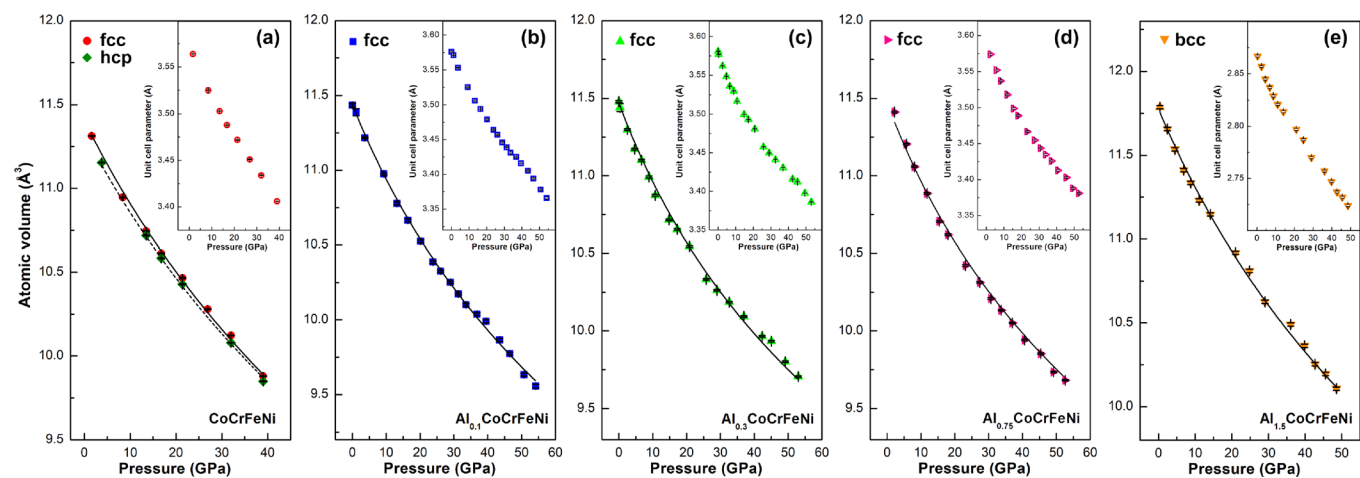 12.0
11.5
11.0
10.5
10.0
9.5
Atomic volume (Å³)
0 10 20 30 40
Pressure (GPa)
fcc
hcp
(a)
CoCrFeNi
3.55
3.50
3.45
3.40
Unit cell parameter (Å)
0 10 20 30 40
Pressure (GPa)
12.0
11.5
11.0
10.5
10.0
9.5
0 10 20 30 40 50 60
Pressure (GPa)
fcc
(b)
Al0.1CoCrFeNi
3.60
3.55
3.50
3.45
3.40
3.35
Unit cell parameter (Å)
0 10 20 30 40 50
Pressure (GPa)
12.0
11.5
11.0
10.5
10.0
9.5
0 10 20 30 40 50 60
Pressure (GPa)
fcc
(c)
Al0.3CoCrFeNi
3.60
3.55
3.50
3.45
3.40
3.35
Unit cell parameter (Å)
0 10 20 30 40 50
Pressure (GPa)
12.0
11.5
11.0
10.5
10.0
9.5
0 10 20 30 40 50 60
Pressure (GPa)
fcc
(d)
Al0.75CoCrFeNi
3.60
3.55
3.50
3.45
3.40
3.35
Unit cell parameter (Å)
0 10 20 30 40 50
Pressure (GPa)
12.0
11.5
11.0
10.5
10.0
0 10 20 30 40 50
Pressure (GPa)
bcc
(e)
Al1.5CoCrFeNi
2.85
2.80
2.75
2.70
Unit cell parameter (Å)
0 10 20 30 40 50
Pressure (GPa)